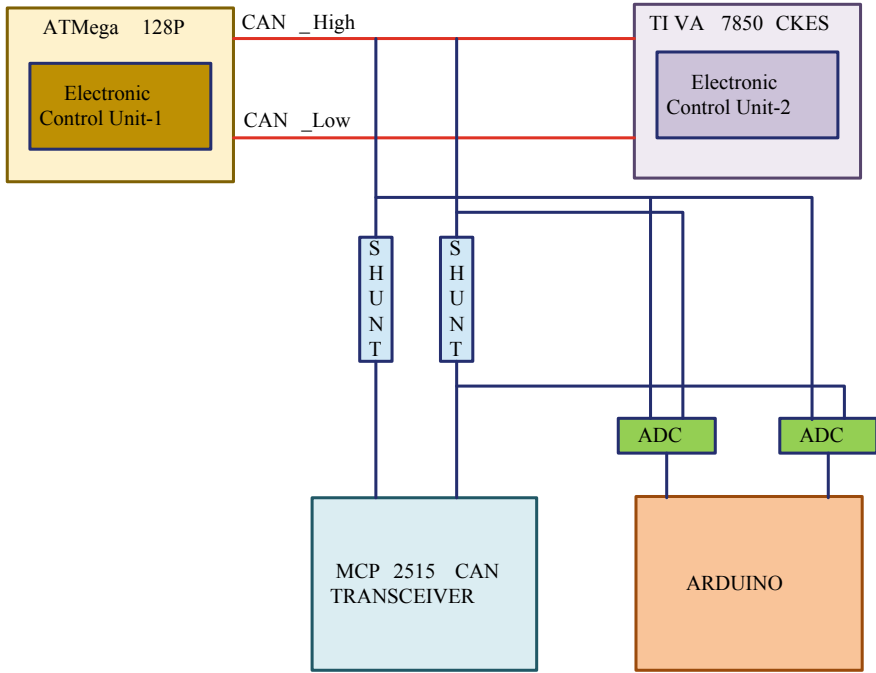 ATMega 128P
Electronic
Control Unit-1
CAN _High
CAN _Low
TI VA 7850 CKES
Electronic
Control Unit-2
S
H
U
N
T
S
H
U
N
T
ADC
ADC
MCP 2515 CAN
TRANSCEIVER
ARDUINO